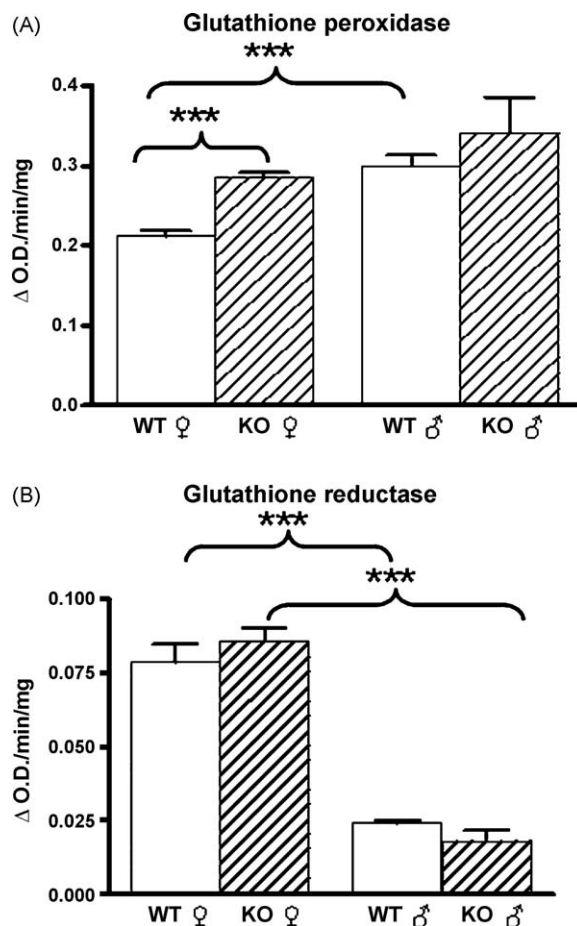 (A)
Glutathione peroxidase
***
***
0.4
0.3
0.2
0.1
0.0
Δ O.D./min/mg
WT ♀ KO ♀ WT ♂ KO ♂
(B)
Glutathione reductase
***
***
0.100
0.075
0.050
0.025
0.000
Δ O.D./min/mg
WT ♀ KO ♀ WT ♂ KO ♂